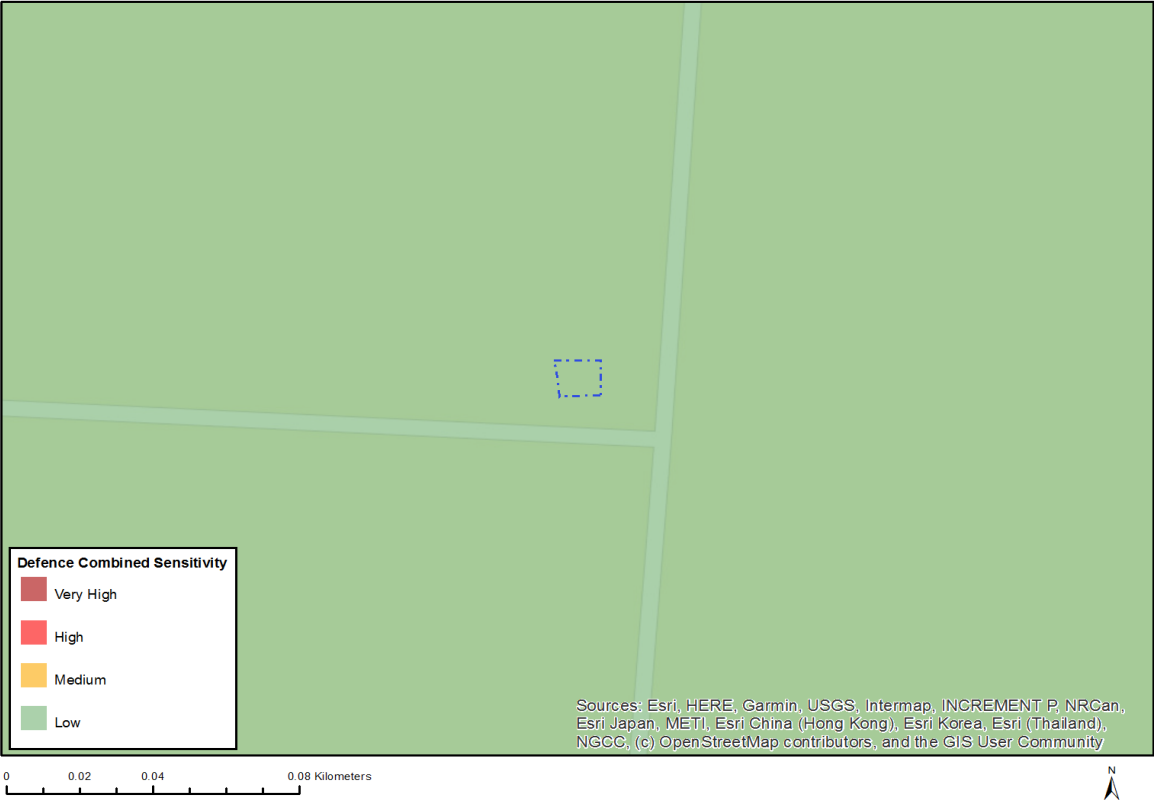 Defence Combined Sensitivity
Very High
High
Medium
Low
Sources: Esri, HERE, Garmin, USGS, Intermap, INCREMENT P, NRCan,
Esri Japan, METI, Esri China (Hong Kong), Esri Korea, Esri (Thailand),
NGCC, (c) OpenStreetMap contributors, and the GIS User Community
0 0.02 0.04 0.08 Kilometers
N